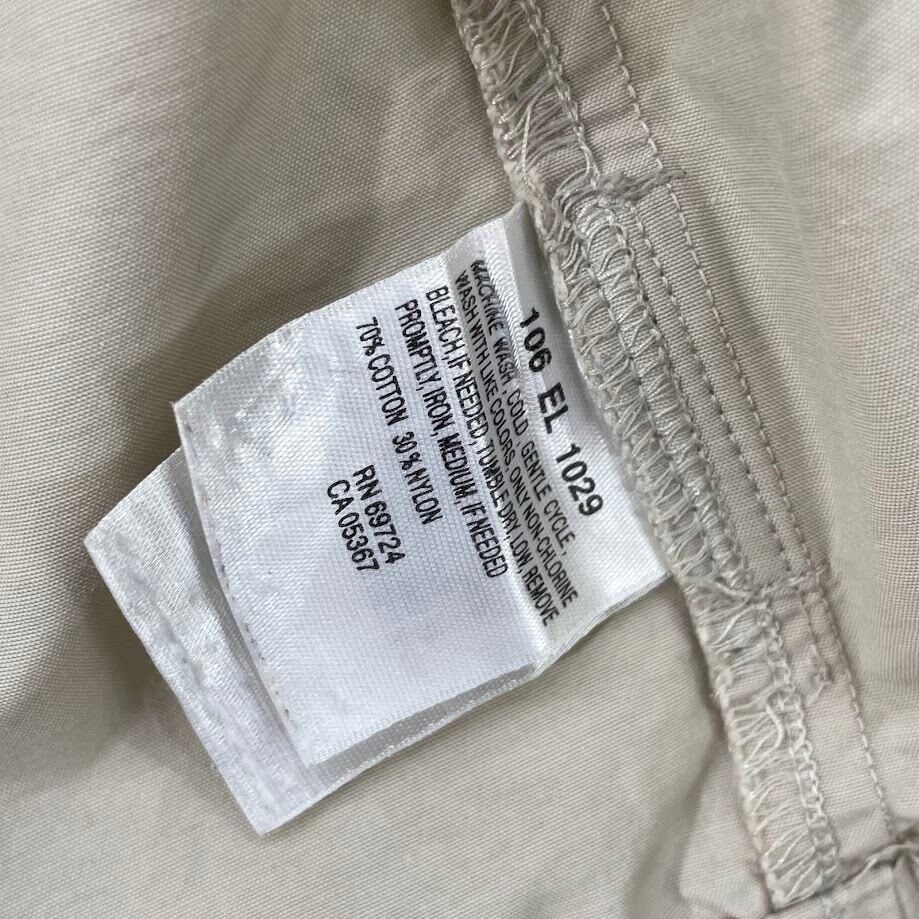 106 EL 1029
MACHINE WASH, COLD, GENTLE CYCLE,
WASH WITH LIKE COLORS, ONLY NON-CHLORINE
BLEACH, IF NEEDED, TUMBLE DRY LOW, REMOVE
PROMPTLY, IRON, MEDIUM, IF NEEDED
70% COTTON 30% NYLON
RN 69724
CA 05367